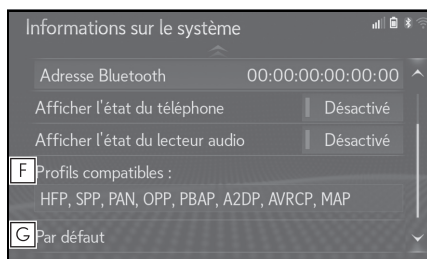 Informations sur le système
Adresse Bluetooth 00:00:00:00:00:00
Afficher l'état du téléphone Désactivé
Afficher l'état du lecteur audio Désactivé
F Profils compatibles :
HFP, SPP, PAN, OPP, PBAP, A2DP, AVRCP, MAP
G Par défaut